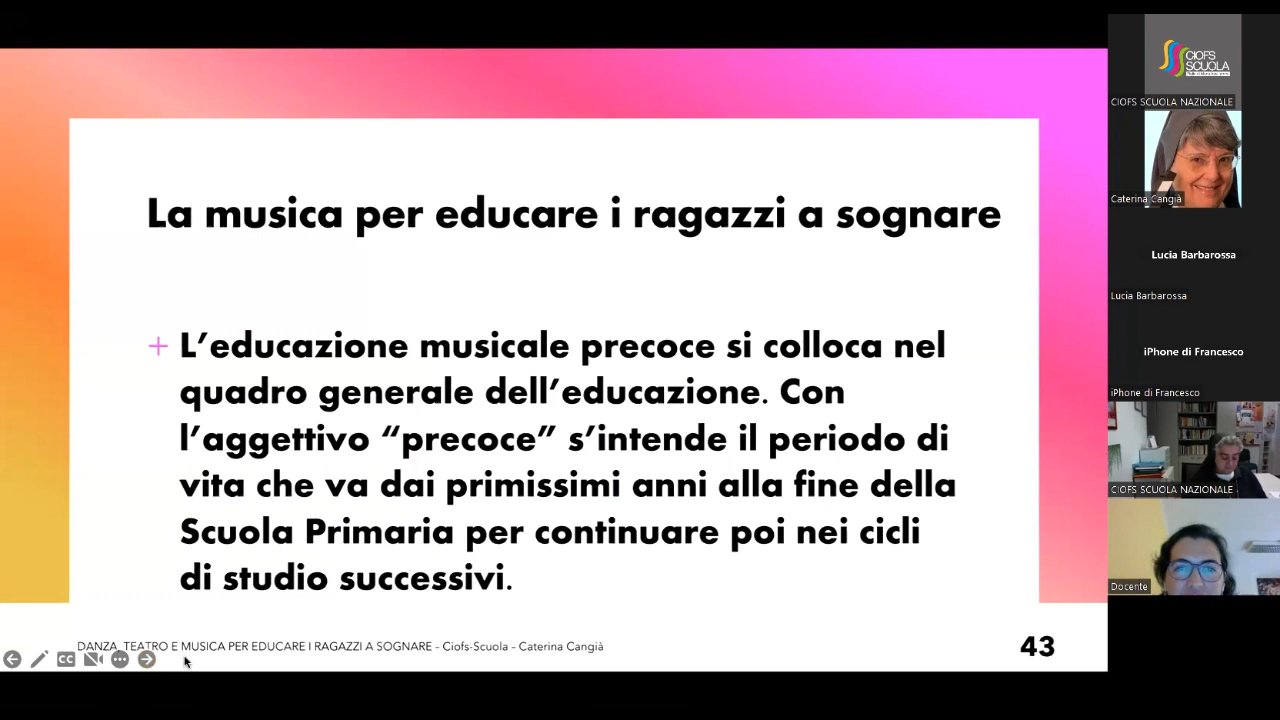 La musica per educare i ragazzi a sognare
+ L’educazione musicale precoce si colloca nel
quadro generale dell’educazione. Con
l’aggettivo “precoce” s’intende il periodo di
vita che va dai primissimi anni alla fine della
Scuola Primaria per continuare poi nei cicli
di studio successivi.
DANZA, TEATRO E MUSICA PER EDUCARE I RAGAZZI A SOGNARE - Ciofs-Scuola - Caterina Cangià
43
CC
CIOFS
SCUOLA
CIOFS SCUOLA NAZIONALE
Caterina Cangià
Lucia Barbarossa
Lucia Barbarossa
iPhone di Francesco
iPhone di Francesco
CIOFS SCUOLA NAZIONALE
Docente